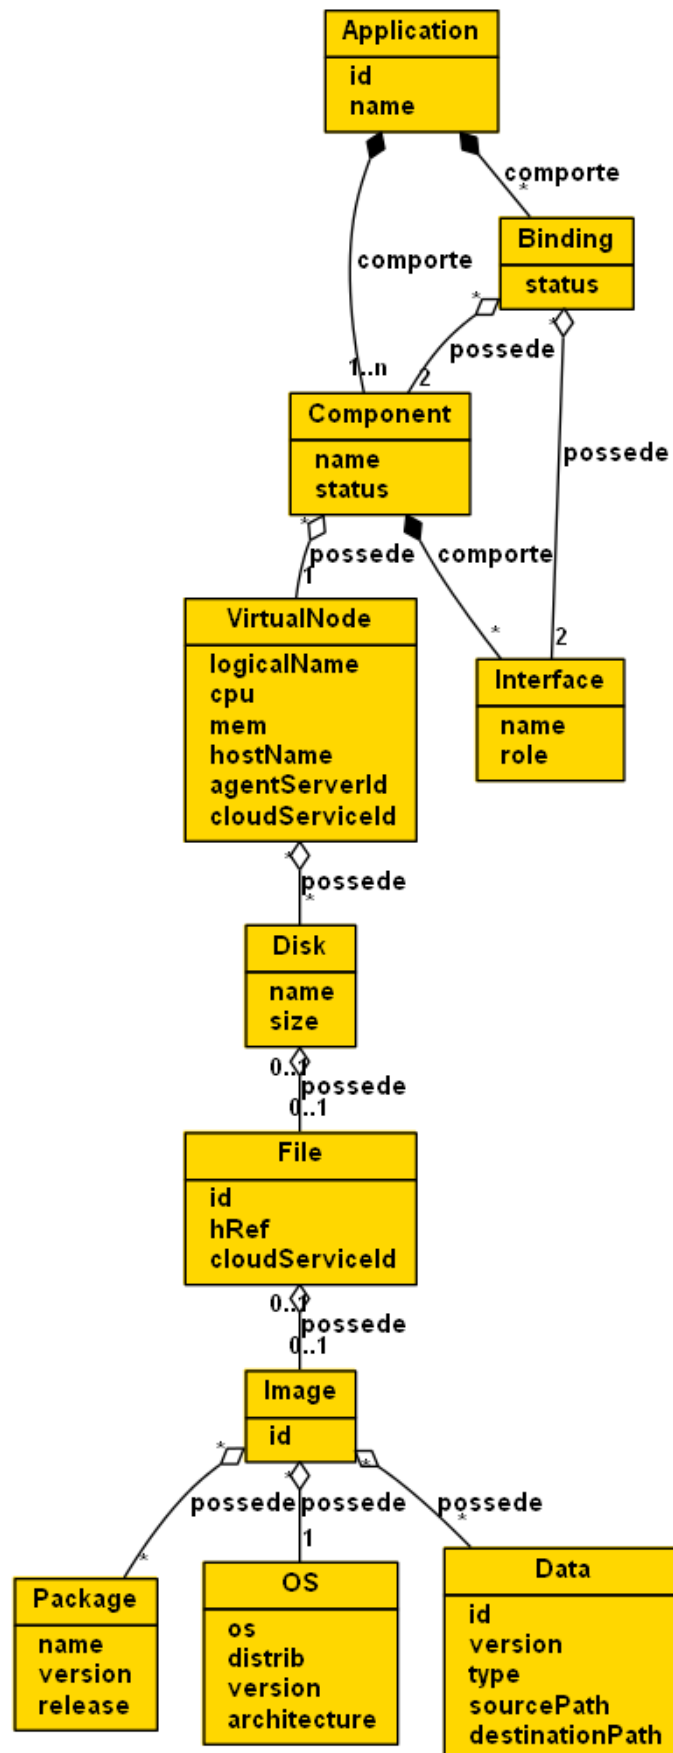 Application
id
name
comporte
*
Binding
status
comporte
*
possede
1..n
2
Component
name
status
possede
*
possede
1
comporte
*
*
2
VirtualNode
logicalName
cpu
mem
hostName
agentServerId
cloudServiceId
Interface
name
role
*
possede
*
Disk
name
size
0..1
possede
0..1
File
id
hRef
cloudServiceId
0..1
possede
0..1
Image
id
*
*
*
possede
possede
possede
*
1
*
Package
name
version
release
OS
os
distrib
version
architecture
Data
id
version
type
sourcePath
destinationPath